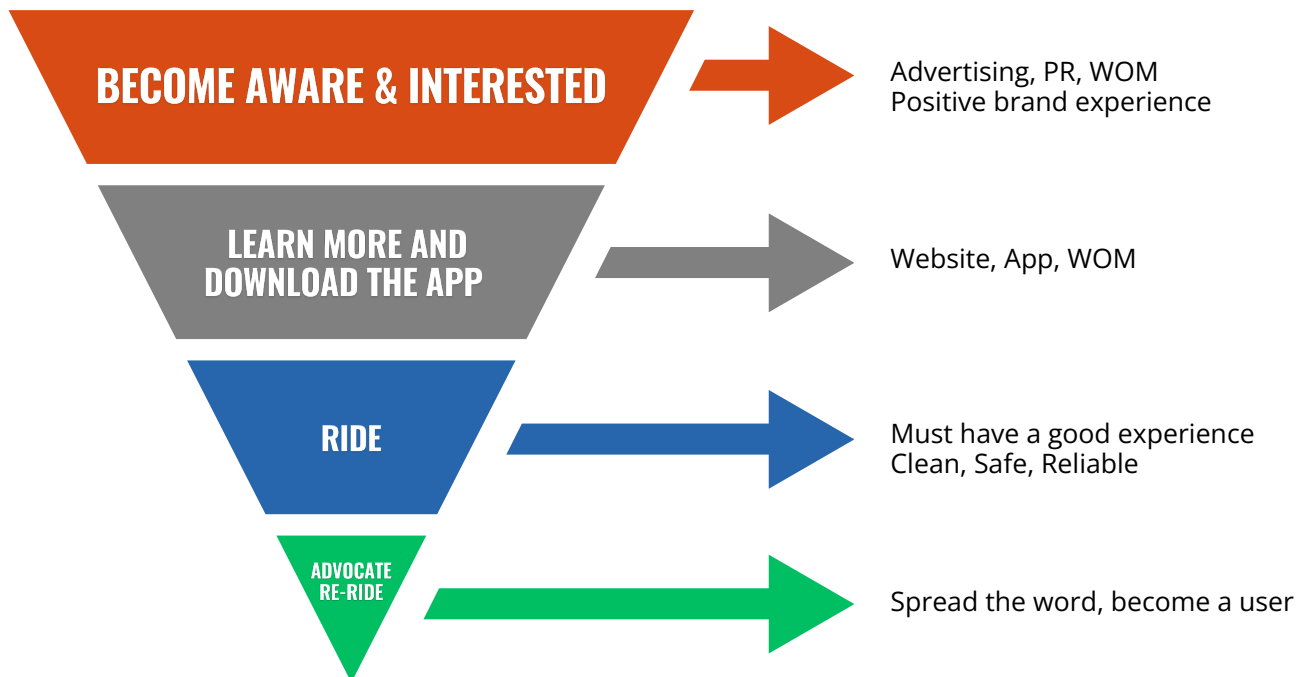 BECOME AWARE & INTERESTED
Advertising, PR, WOM
Positive brand experience
LEARN MORE AND
DOWNLOAD THE APP
Website, App, WOM
RIDE
Must have a good experience
Clean, Safe, Reliable
ADVOCATE
RE-RIDE
Spread the word, become a user